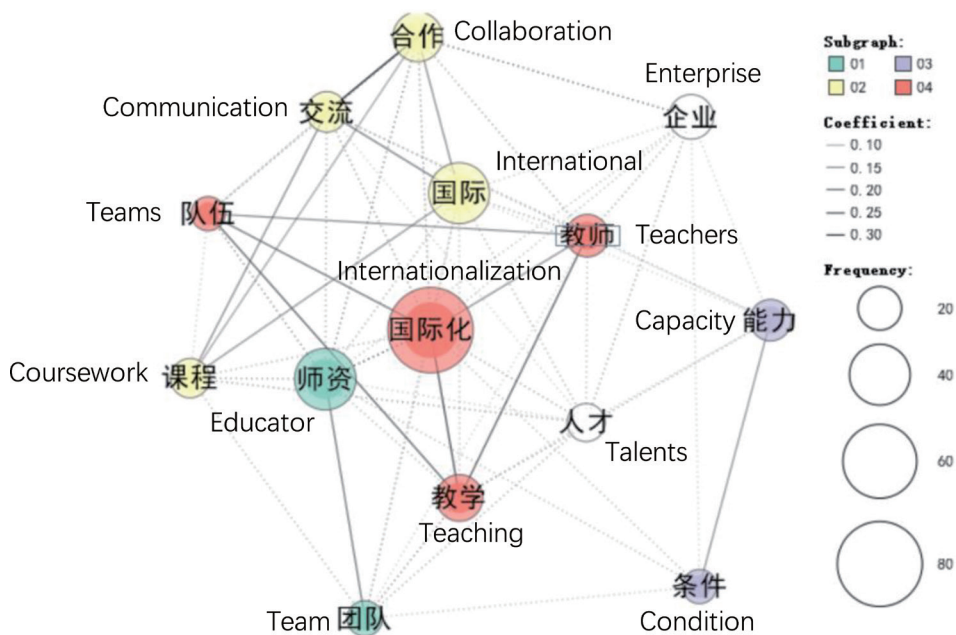 合作 Collaboration
Enterprise
Communication 交流
企业
International
国际
Teams 队伍
教师 Teachers
Internationalization
国际化
Capacity 能力
Coursework 课程
师资
Educator
人才
Talents
教学
Teaching
条件
Team 团队
Condition
Subgraph:
01 03
02 04
Coefficient:
0.10
0.15
0.20
0.25
0.30
Frequency:
20
40
60
80